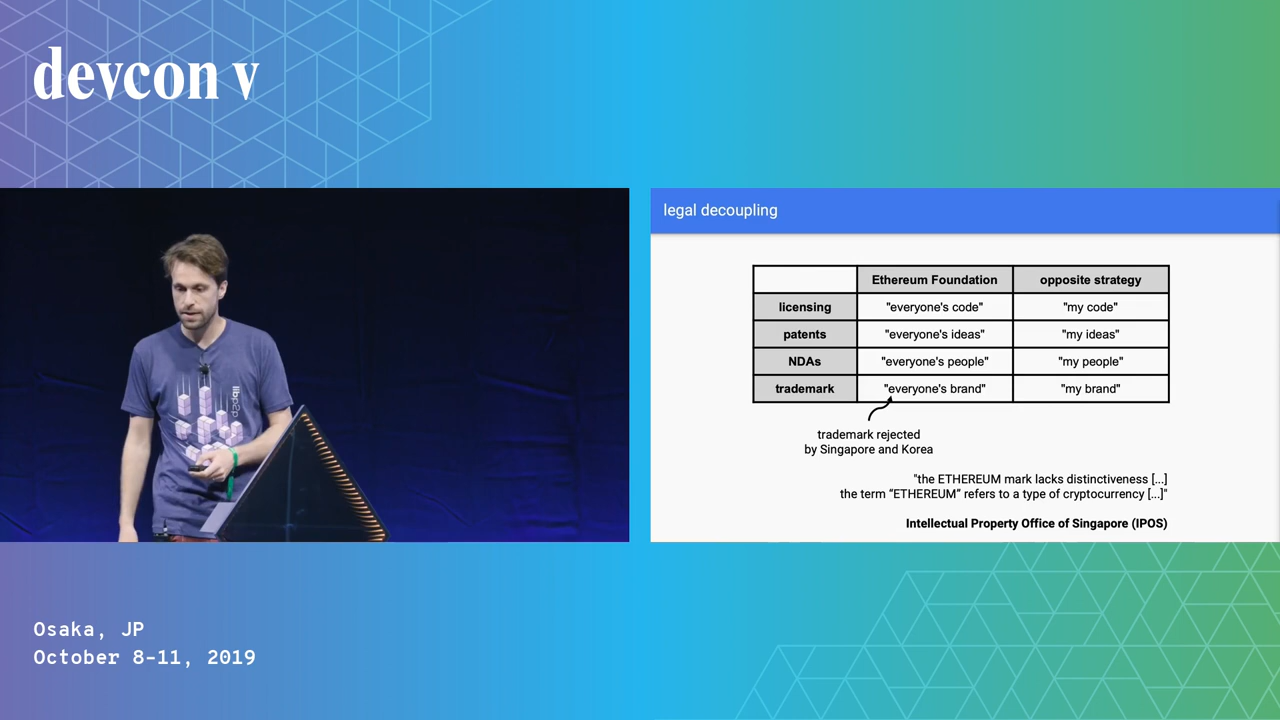 devcon v
libp2p
legal decoupling
Ethereum Foundation opposite strategy
licensing "everyone's code" "my code"
patents "everyone's ideas" "my ideas"
NDAs "everyone's people" "my people"
trademark "everyone's brand" "my brand"
trademark rejected
by Singapore and Korea
"the ETHEREUM mark lacks distinctiveness [...]
the term “ETHEREUM” refers to a type of cryptocurrency [...]"
Intellectual Property Office of Singapore (IPOS)
Osaka, JP
October 8-11, 2019